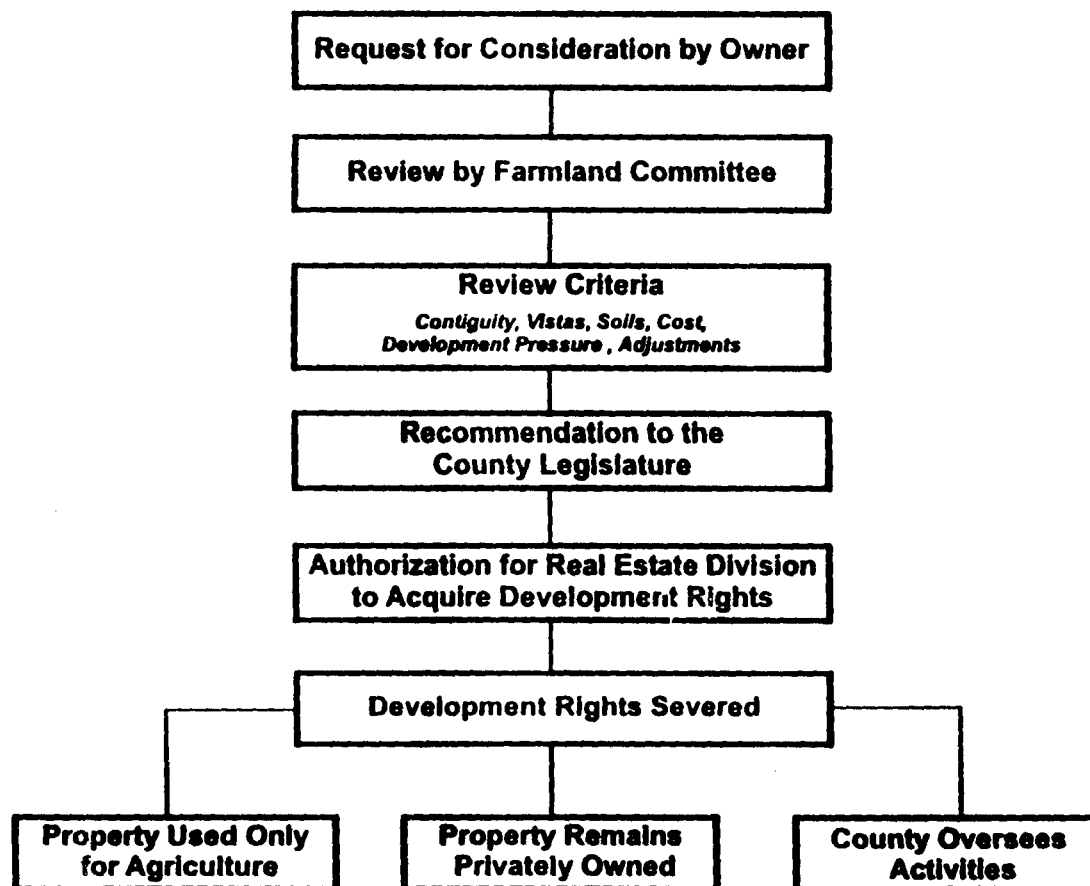 Request for Consideration by Owner
Review by Farmland Committee
Review Criteria
Contiguity, Vistas, Soils, Cost,
Development Pressure , Adjustments
Recommendation to the
County Legislature
Authorization for Real Estate Division
to Acquire Development Rights
Development Rights Severed
Property Used Only
for Agriculture
Property Remains
Privately Owned
County Oversees
Activities